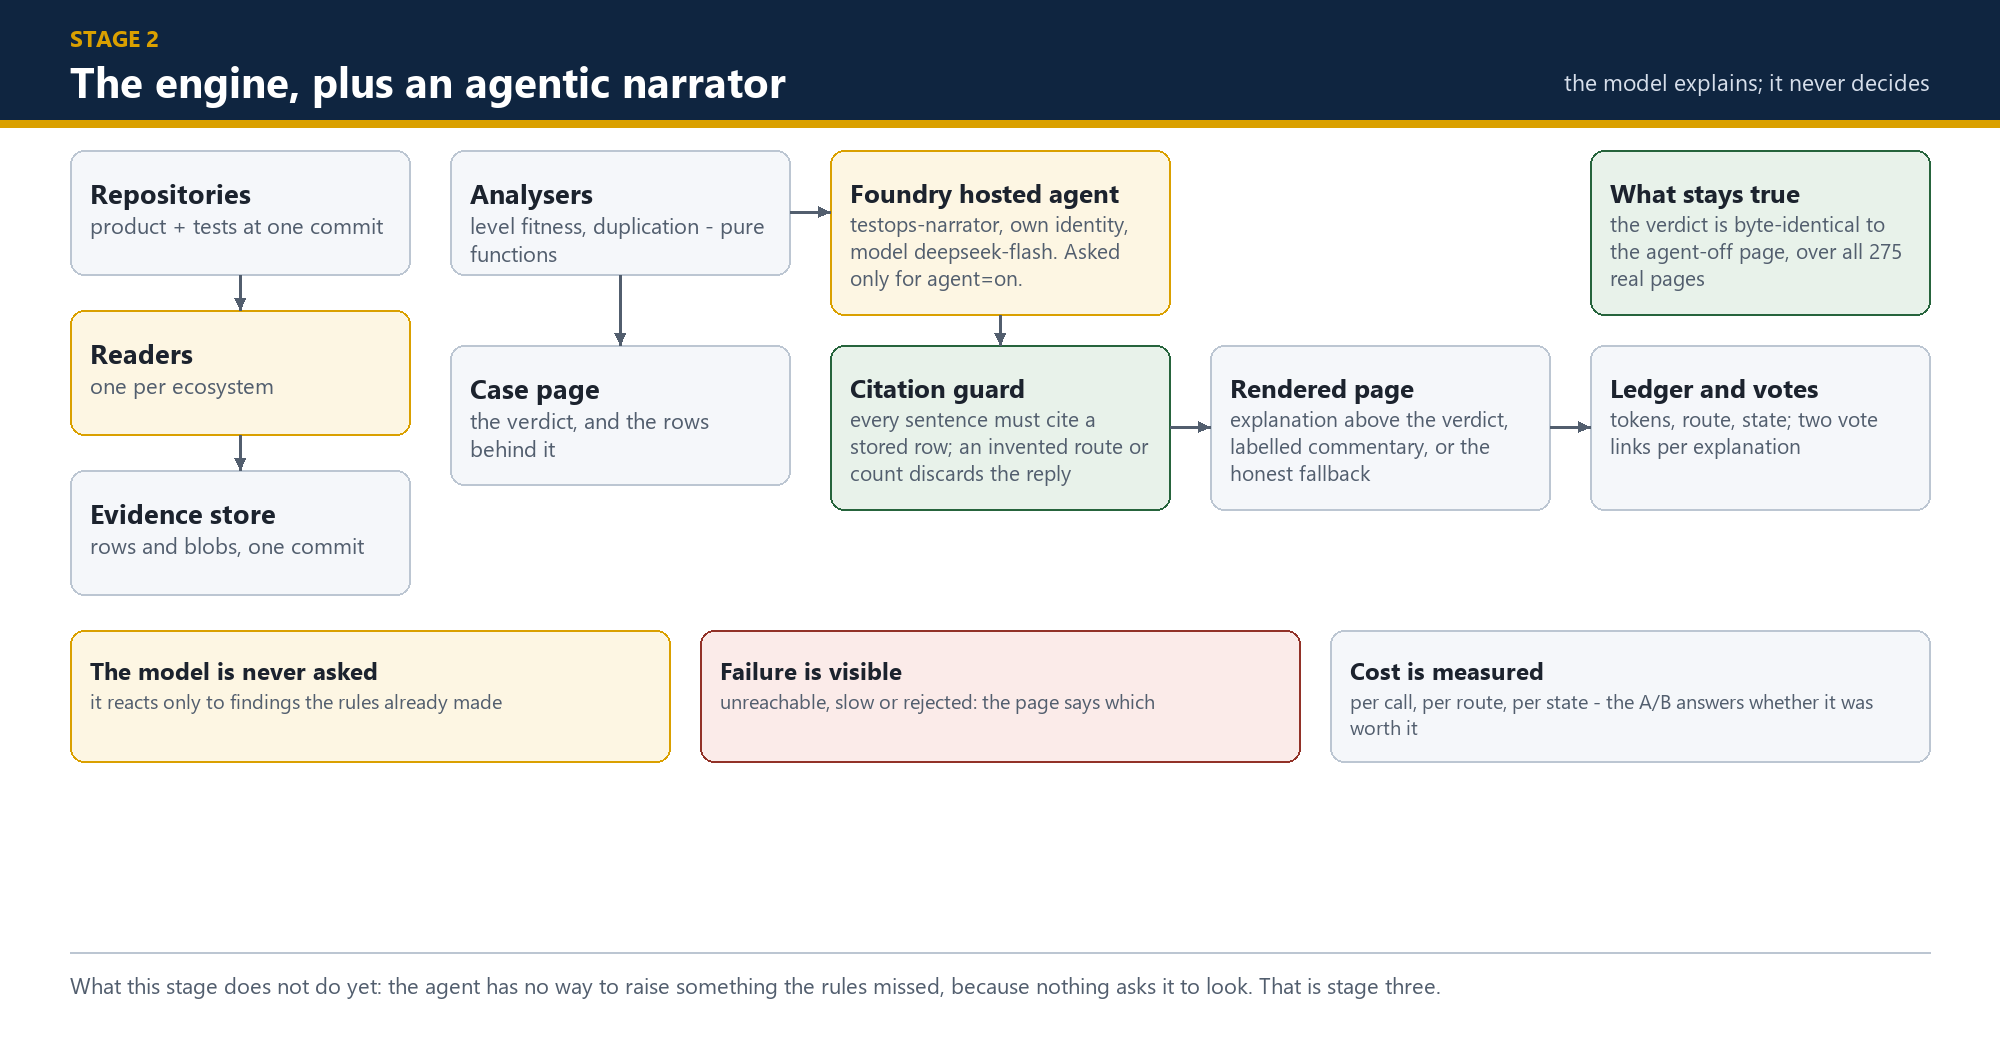 STAGE 2
The engine, plus an agentic narrator
the model explains; it never decides
Repositories
product + tests at one commit
Analysers
level fitness, duplication - pure
functions
Foundry hosted agent
testops-narrator, own identity,
model deepseek-flash. Asked
only for agent=on.
What stays true
the verdict is byte-identical to
the agent-off page, over all 275
real pages
Readers
one per ecosystem
Case page
the verdict, and the rows
behind it
Citation guard
every sentence must cite a
stored row; an invented route or
count discards the reply
Rendered page
explanation above the verdict,
labelled commentary, or the
honest fallback
Ledger and votes
tokens, route, state; two vote
links per explanation
Evidence store
rows and blobs, one commit
The model is never asked
it reacts only to findings the rules already made
Failure is visible
unreachable, slow or rejected: the page says which
Cost is measured
per call, per route, per state - the A/B answers whether it was
worth it
What this stage does not do yet: the agent has no way to raise something the rules missed, because nothing asks it to look. That is stage three.